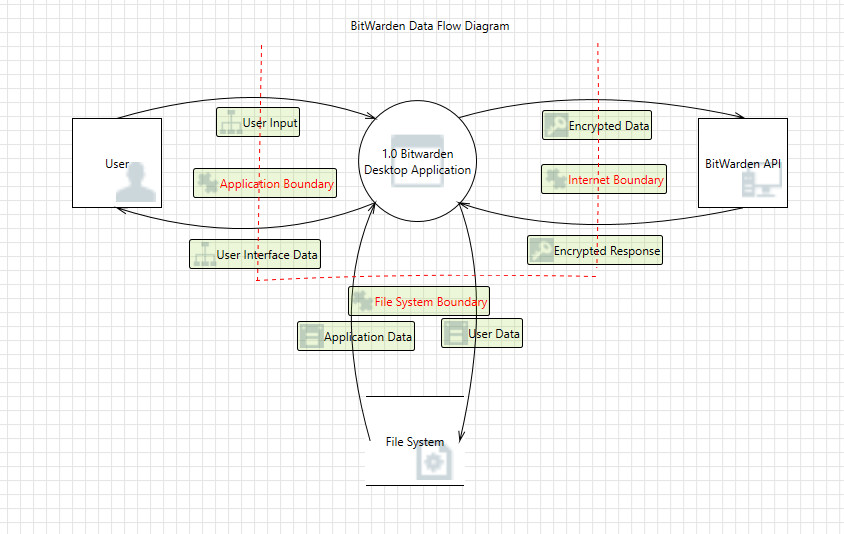 BitWarden Data Flow Diagram
User Input
Encrypted Data
User
1.0 Bitwarden
Desktop Application
BitWarden API
Application Boundary
Internet Boundary
User Interface Data
Encrypted Response
File System Boundary
Application Data
User Data
File System